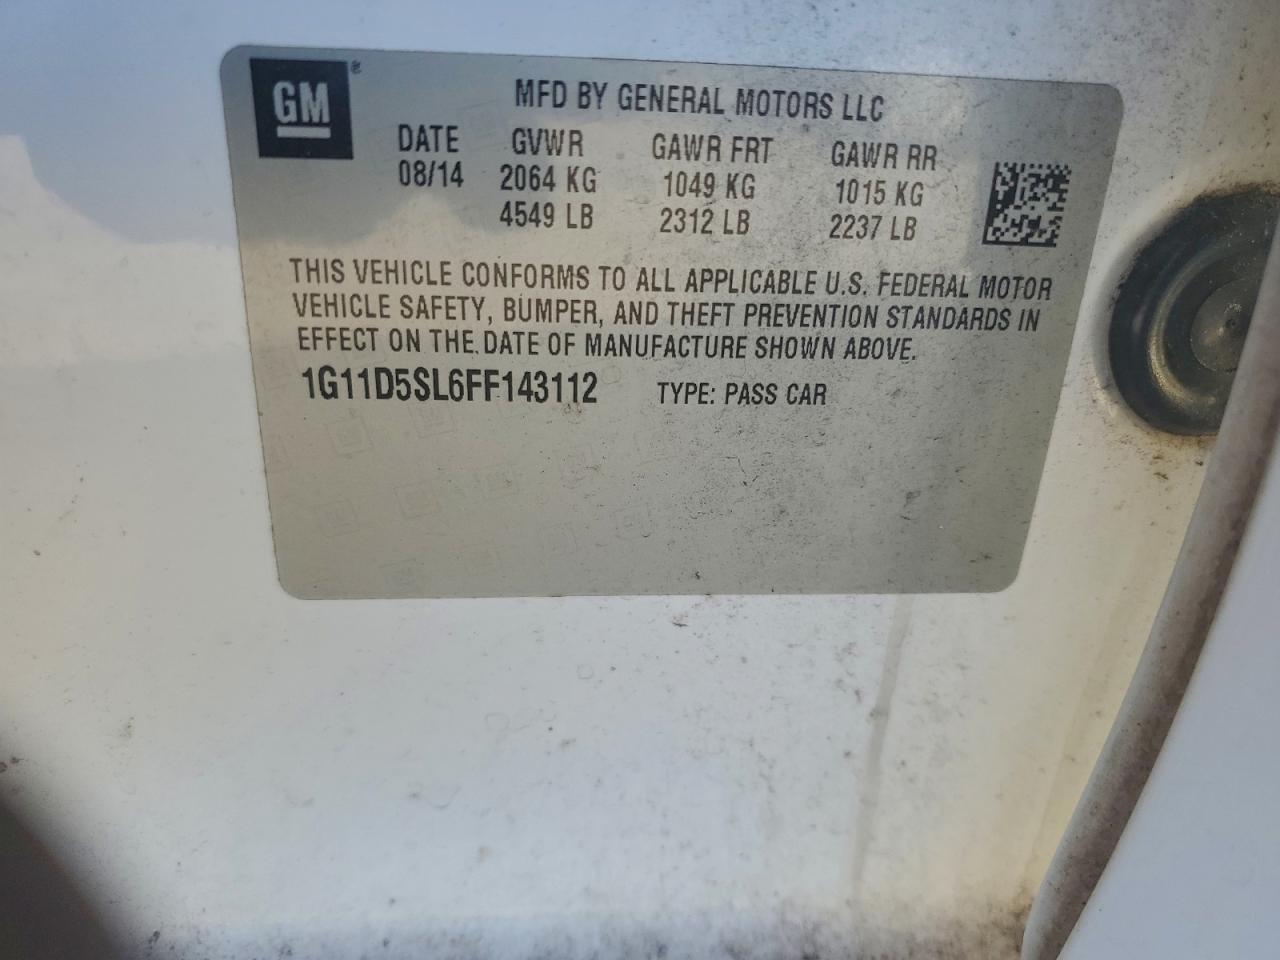 GM ®
MFD BY GENERAL MOTORS LLC
DATE GVWR GAWR FRT GAWR RR
08/14 2064 KG 1049 KG 1015 KG
4549 LB 2312 LB 2237 LB
THIS VEHICLE CONFORMS TO ALL APPLICABLE U.S. FEDERAL MOTOR
VEHICLE SAFETY, BUMPER, AND THEFT PREVENTION STANDARDS IN
EFFECT ON THE DATE OF MANUFACTURE SHOWN ABOVE.
1G11D5SL6FF143112 TYPE: PASS CAR